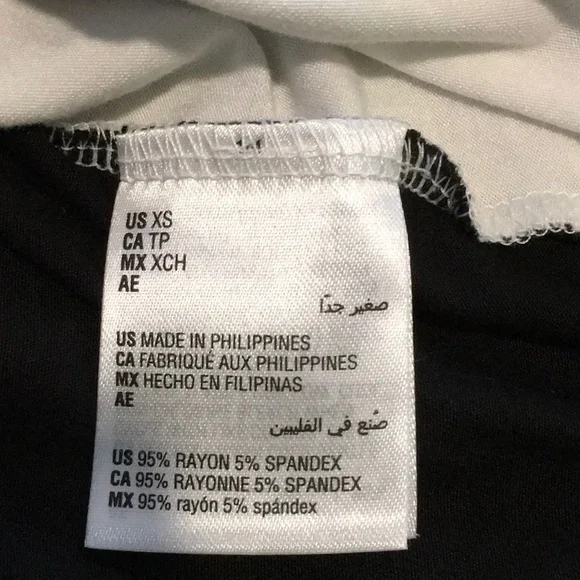 US XS
CA TP
MX XCH
AE
صغير جدًا
US MADE IN PHILIPPINES
CA FABRIQUÉ AUX PHILIPPINES
MX HECHO EN FILIPINAS
AE
صُنع في الفلبين
US 95% RAYON 5% SPANDEX
CA 95% RAYONNE 5% SPANDEX
MX 95% rayón 5% spándex